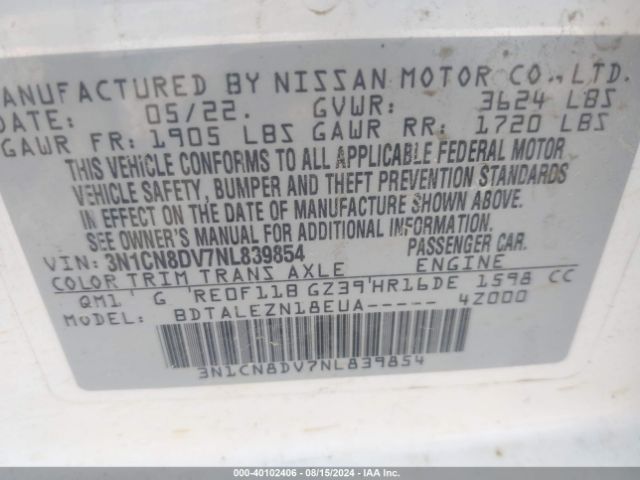 MANUFACTURED BY NISSAN MOTOR CO., LTD.
DATE: 05/22. GVWR: 3624 LBS
GAWR FR: 1905 LBS GAWR RR: 1720 LBS
THIS VEHICLE CONFORMS TO ALL APPLICABLE FEDERAL MOTOR
VEHICLE SAFETY, BUMPER AND THEFT PREVENTION STANDARDS
IN EFFECT ON THE DATE OF MANUFACTURE SHOWN ABOVE.
SEE OWNER'S MANUAL FOR ADDITIONAL INFORMATION.
VIN: 3N1CN8DV7NL839854 PASSENGER CAR.
COLOR TRIM TRANS AXLE ENGINE
QM1 G RE0F11B GZ39 HR16DE 1598 CC
MODEL: BDTALEZN18EUA----- 4Z000
3N1CN8DV7NL839854
000-40102406 - 08/15/2024 - IAA, Inc.